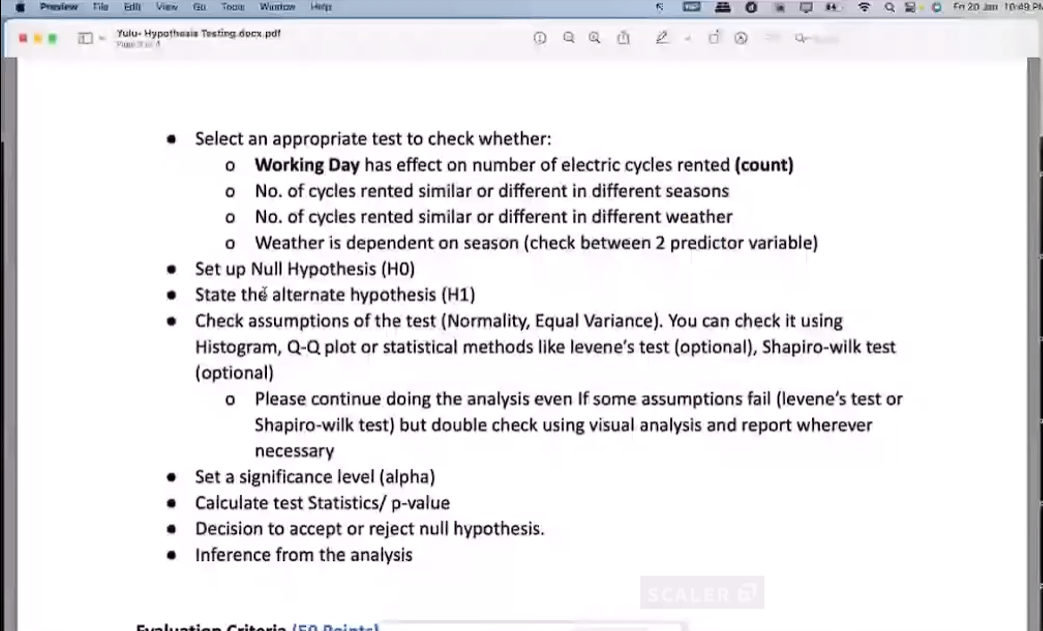 Preview File Edit View Go Tools Window Help
Fri 20 Jan 10:49 PM
Yulu- Hypothesis Testing.docx.pdf
• Select an appropriate test to check whether:
o Working Day has effect on number of electric cycles rented (count)
o No. of cycles rented similar or different in different seasons
o No. of cycles rented similar or different in different weather
o Weather is dependent on season (check between 2 predictor variable)
• Set up Null Hypothesis (H0)
• State the alternate hypothesis (H1)
• Check assumptions of the test (Normality, Equal Variance). You can check it using
Histogram, Q-Q plot or statistical methods like levene's test (optional), Shapiro-wilk test
(optional)
o Please continue doing the analysis even If some assumptions fail (levene's test or
Shapiro-wilk test) but double check using visual analysis and report wherever
necessary
• Set a significance level (alpha)
• Calculate test Statistics/ p-value
• Decision to accept or reject null hypothesis.
• Inference from the analysis
SCALER
Evaluation Criteria (50 Points)